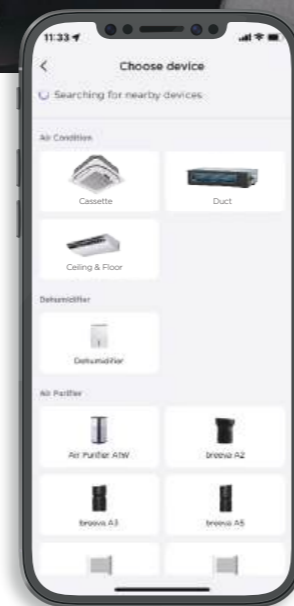 11:33
Choose device
Searching for nearby devices
Air Condition
Cassette
Duct
Ceiling & Floor
Dehumidifier
Dehumidifier
Air Purifier
Air Purifier A1W
breeva A2
breeva A3
breeva A5